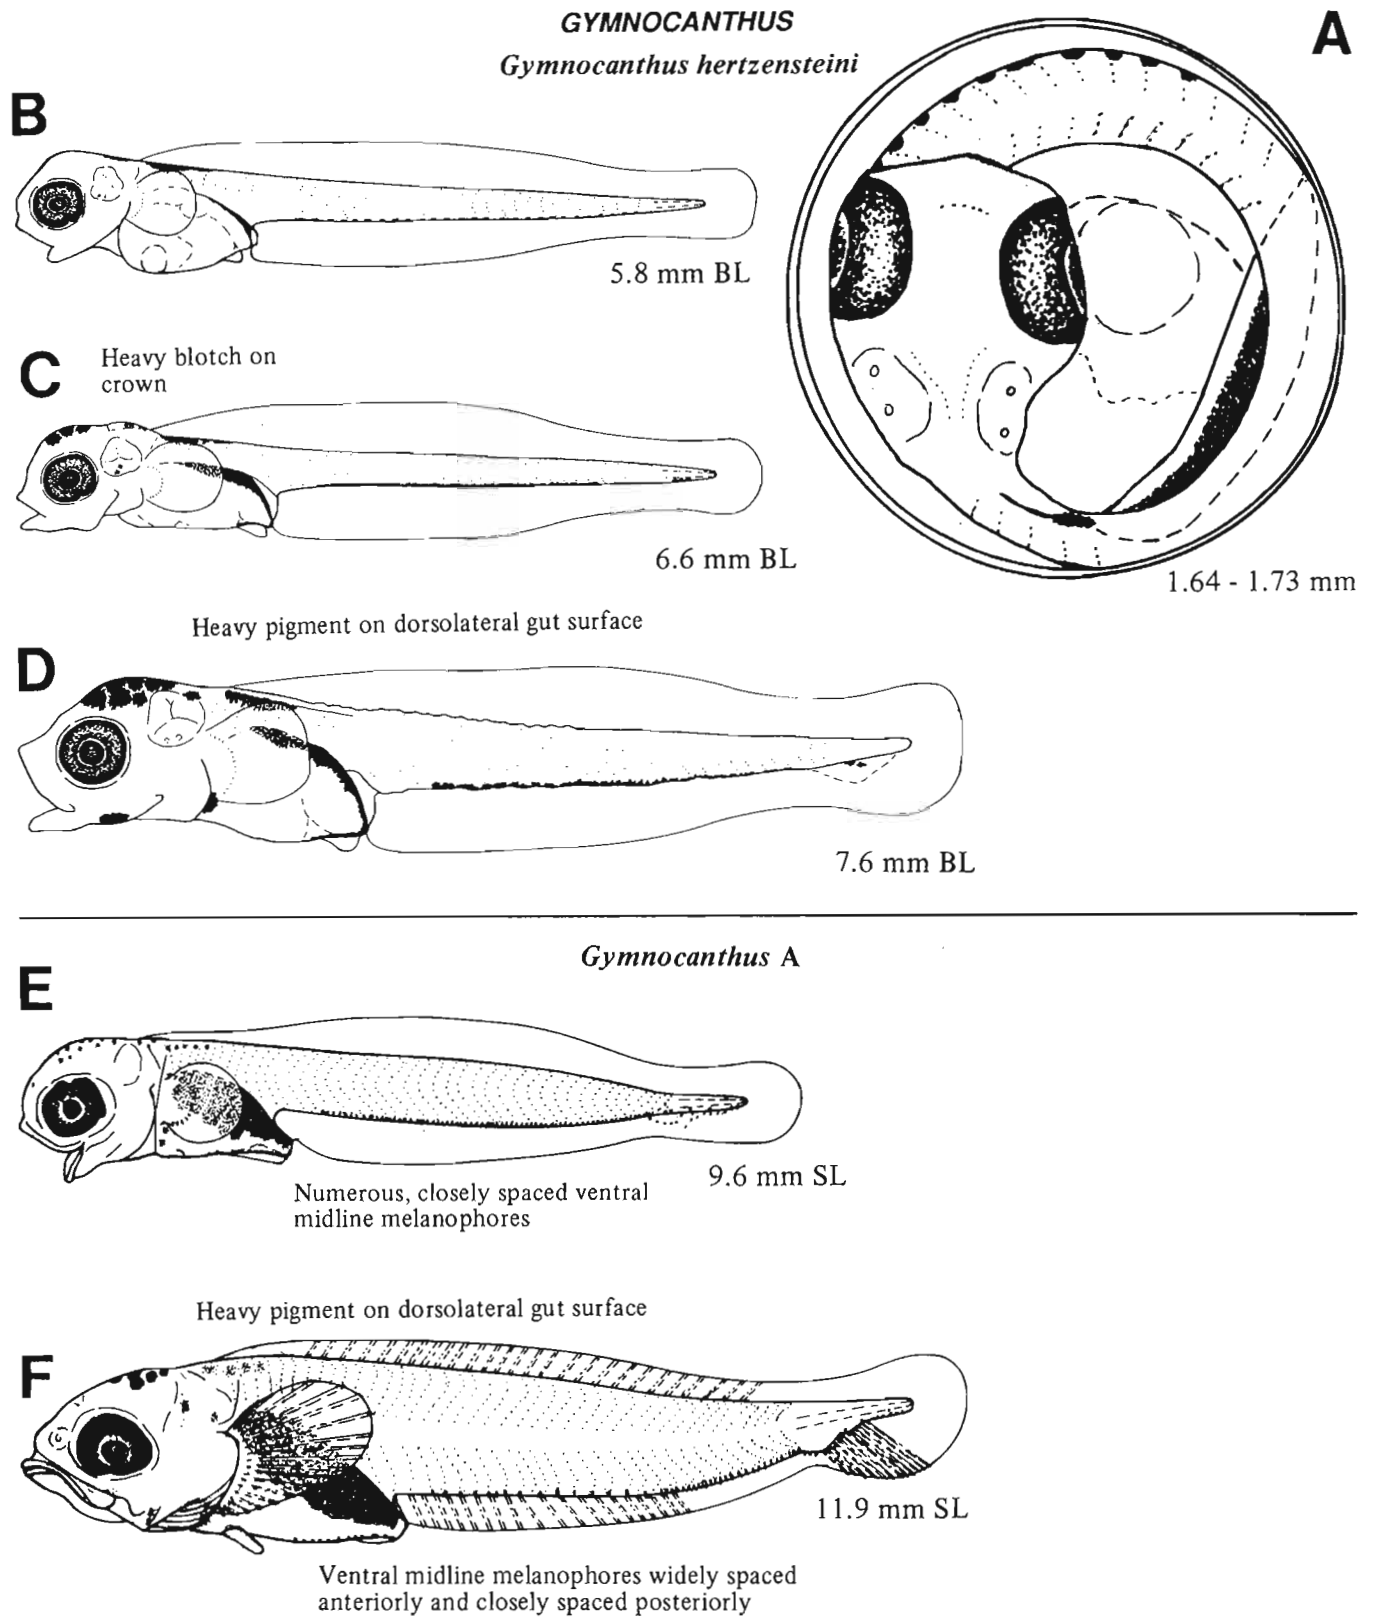 GYMNOCANTHUS
Gymnocanthus hertzensteini
A
B
5.8 mm BL
C
Heavy blotch on
crown
6.6 mm BL
1.64 - 1.73 mm
Heavy pigment on dorsolateral gut surface
D
7.6 mm BL
Gymnocanthus A
E
9.6 mm SL
Numerous, closely spaced ventral
midline melanophores
Heavy pigment on dorsolateral gut surface
F
11.9 mm SL
Ventral midline melanophores widely spaced
anteriorly and closely spaced posteriorly